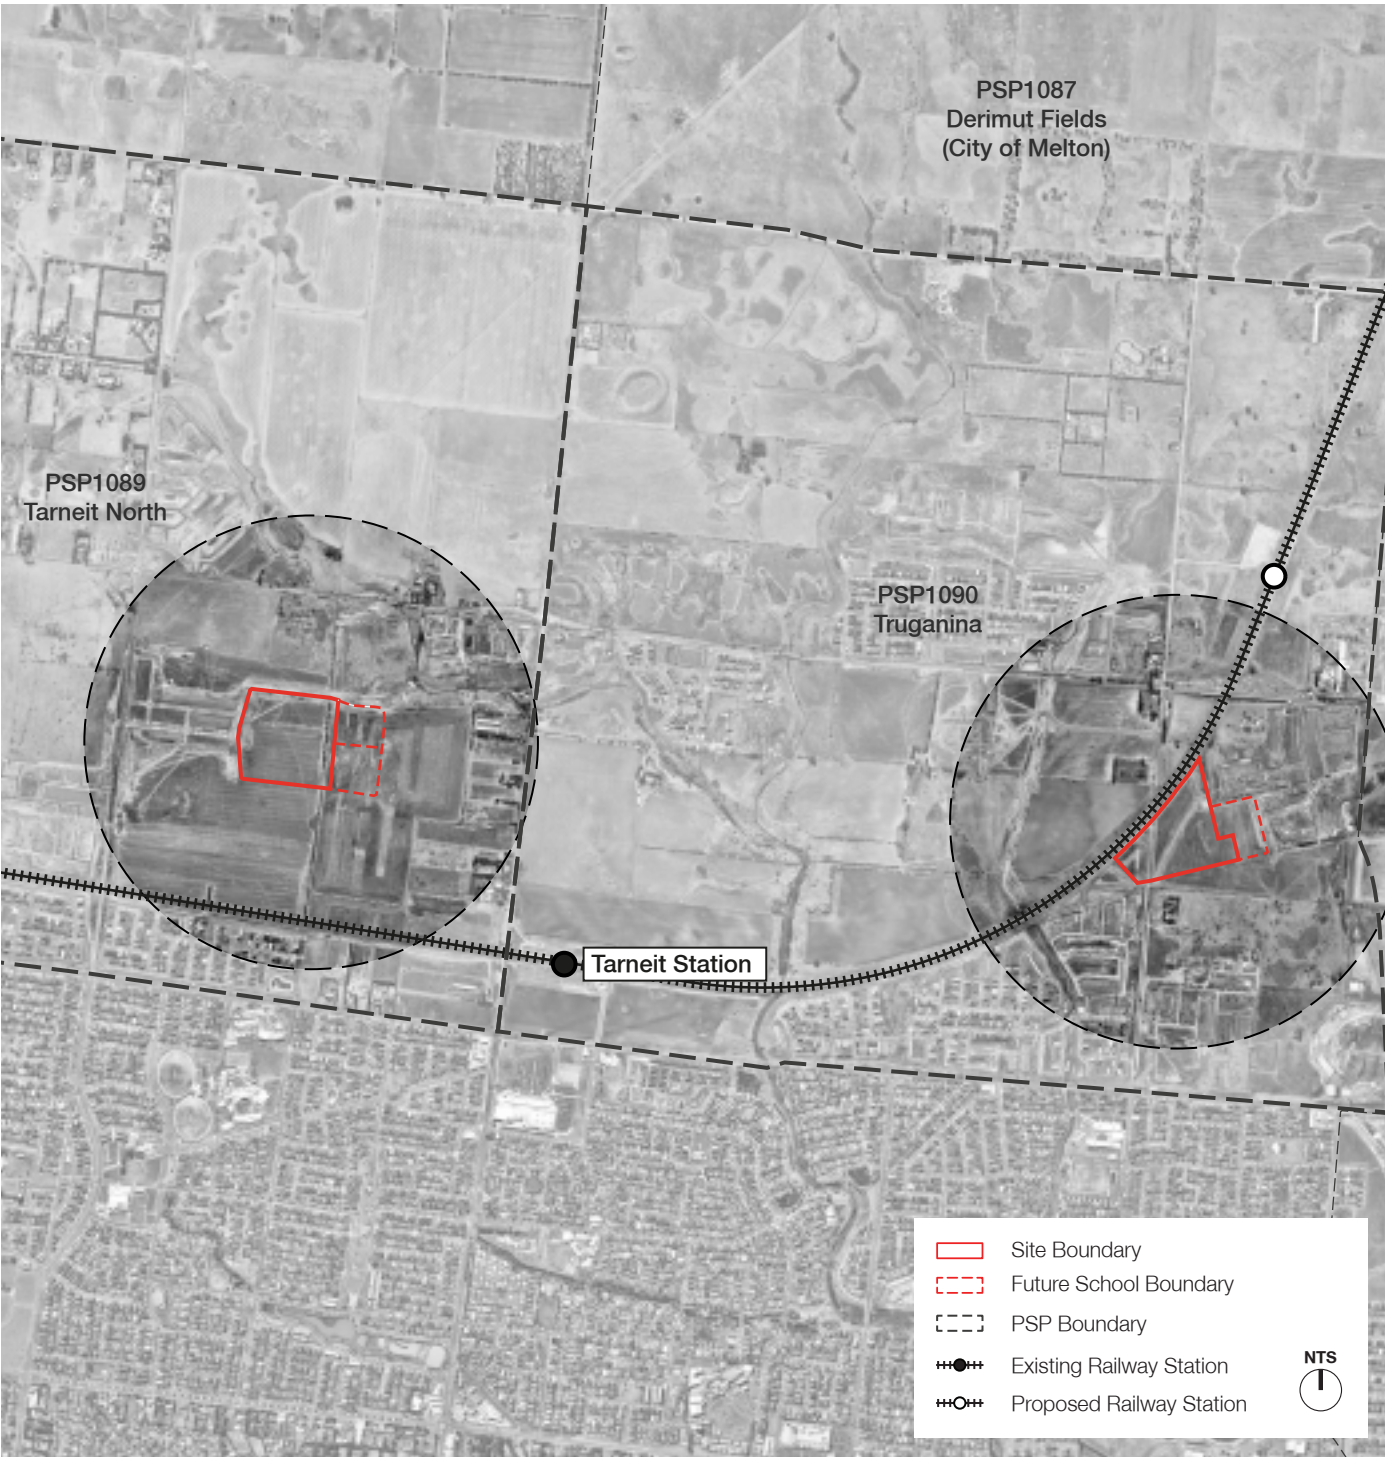 PSP1087
Derimut Fields
(City of Melton)
PSP1089
Tarneit North
PSP1090
Truganina
Tarneit Station
Site Boundary
Future School Boundary
PSP Boundary
Existing Railway Station
Proposed Railway Station
NTS